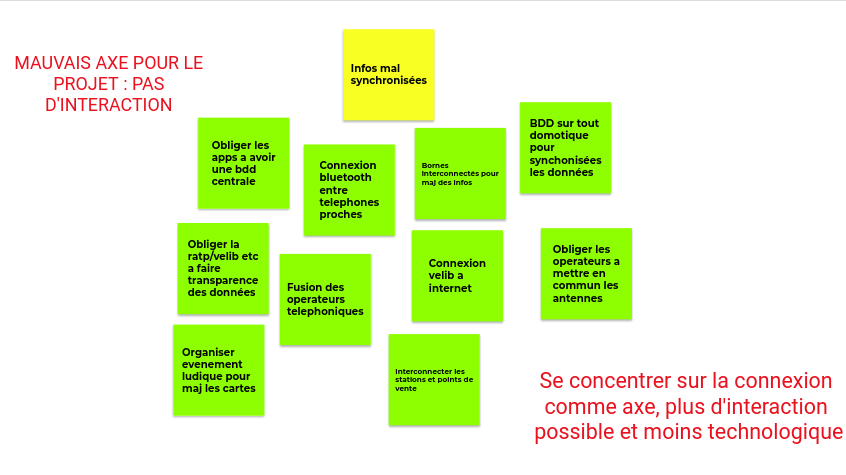 MAUVAIS AXE POUR LE
PROJET : PAS
D'INTERACTION
Infos mal
synchronisées
Obliger les
apps a avoir
une bdd
centrale
Connexion
bluetooth
entre
telephones
proches
Bornes
interconnectés pour
maj des infos
BDD sur tout
domotique
pour
synchonisées
les données
Obliger la
ratp/velib etc
a faire
transparence
des données
Fusion des
operateurs
telephoniques
Connexion
velib a
internet
Obliger les
operateurs a
mettre en
commun les
antennes
Organiser
evenement
ludique pour
maj les cartes
Interconnecter les
stations et points de
vente
Se concentrer sur la connexion
comme axe, plus d'interaction
possible et moins technologique